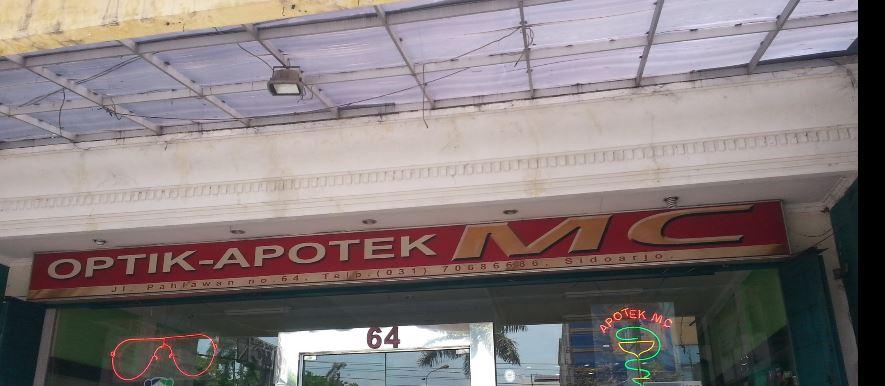 OPTIK-APOTEK MC
Jl. Pahlawan no.64, Telp.(031) 70686686, Sidoarjo.
64
APOTEK MC